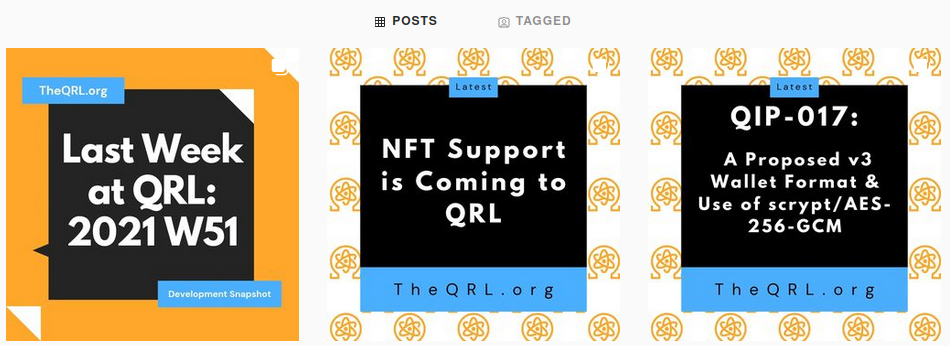 POSTS
TAGGED
TheQRL.org
Last Week
at QRL:
2021 W51
Development Snapshot
Latest
NFT Support
is Coming to
QRL
TheQRL.org
Latest
QIP-017:
A Proposed v3
Wallet Format &
Use of scrypt/AES-
256-GCM
TheQRL.org